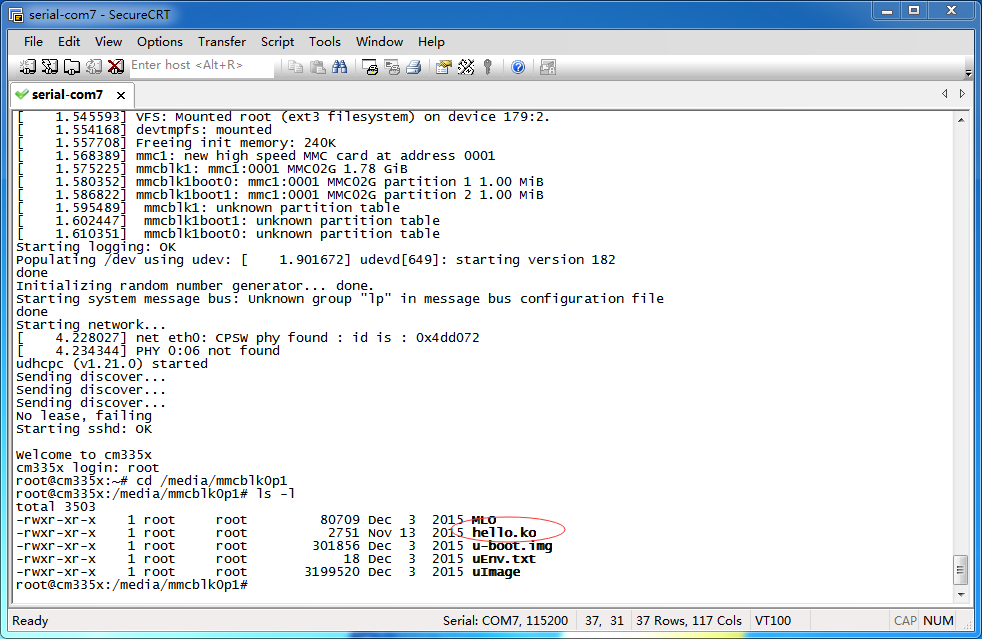 serial-com7 - SecureCRT
File Edit View Options Transfer Script Tools Window Help
Enter host <Alt+R>
serial-com7
[    1.545593] VFS: Mounted root (ext3 filesystem) on device 179:2.
[    1.554168] devtmpfs: mounted
[    1.557708] Freeing init memory: 240K
[    1.568389] mmc1: new high speed MMC card at address 0001
[    1.575225] mmcblk1: mmc1:0001 MMC02G 1.78 GiB
[    1.580352] mmcblk1boot0: mmc1:0001 MMC02G partition 1 1.00 MiB
[    1.586822] mmcblk1boot1: mmc1:0001 MMC02G partition 2 1.00 MiB
[    1.595489]  mmcblk1: unknown partition table
[    1.602447]  mmcblk1boot1: unknown partition table
[    1.610351]  mmcblk1boot0: unknown partition table
Starting logging: OK
Populating /dev using udev: [    1.901672] udevd[649]: starting version 182
done
Initializing random number generator... done.
Starting system message bus: Unknown group "lp" in message bus configuration file
done
Starting network...
[    4.228027] net eth0: CPSW phy found : id is : 0x4dd072
[    4.234344] PHY 0:06 not found
udhcpc (v1.21.0) started
Sending discover...
Sending discover...
Sending discover...
No lease, failing
Starting sshd: OK
Welcome to cm335x
cm335x login: root
root@cm335x:~# cd /media/mmcblk0p1
root@cm335x:/media/mmcblk0p1# ls -l
total 3503
-rwxr-xr-x    1 root     root         80709 Dec  3  2015 MLO
-rwxr-xr-x    1 root     root          2751 Nov 13  2015 hello.ko
-rwxr-xr-x    1 root     root        301856 Dec  3  2015 u-boot.img
-rwxr-xr-x    1 root     root            18 Dec  3  2015 uEnv.txt
-rwxr-xr-x    1 root     root       3199520 Dec  3  2015 uImage
root@cm335x:/media/mmcblk0p1#
Ready Serial: COM7, 115200 37, 31 37 Rows, 117 Cols VT100 CAP NUM